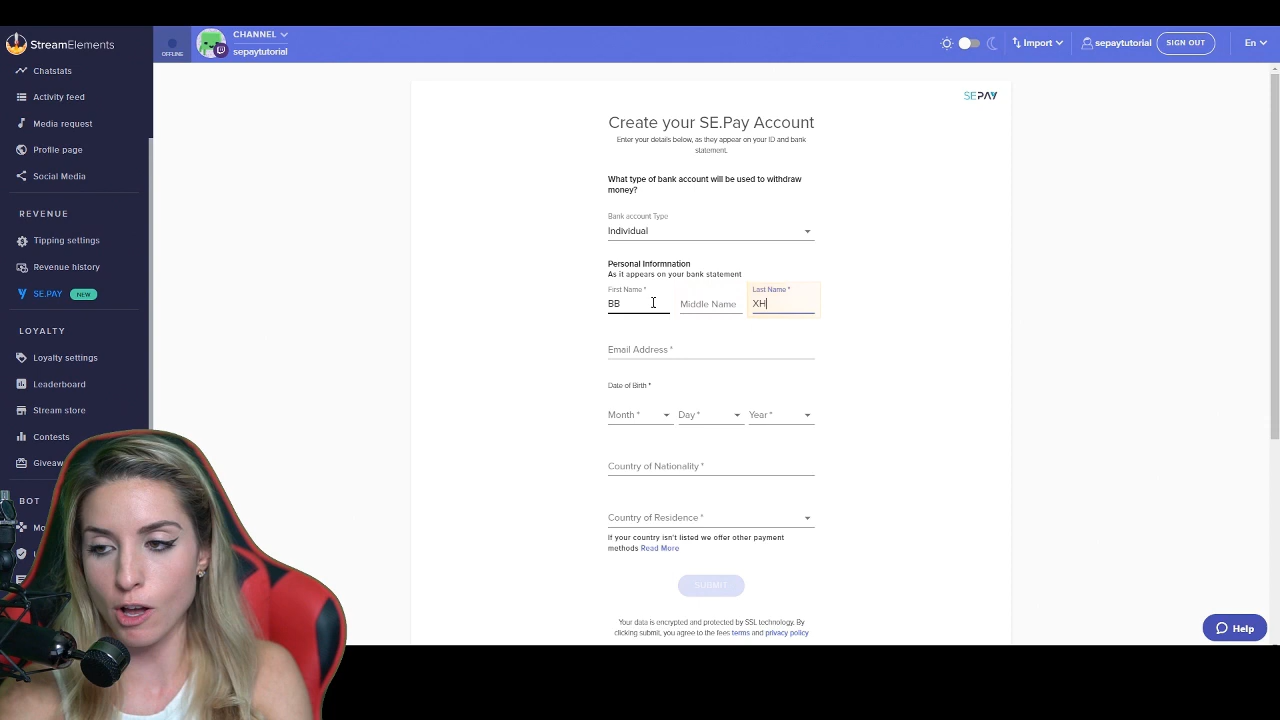 StreamElements
OFFLINE
CHANNEL
sepaytutorial
Import
sepaytutorial
SIGN OUT
En
Chatstats
Activity feed
Media request
Profile page
Social Media
REVENUE
Tipping settings
Revenue history
SE.PAY NEW
LOYALTY
Loyalty settings
Leaderboard
Stream store
Contests
Giveaw
BOT
SEPAY
Create your SE.Pay Account
Enter your details below, as they appear on your ID and bank
statement.
What type of bank account will be used to withdraw
money?
Bank account Type
Individual
Personal Informnation
As it appears on your bank statement
First Name *
BB
Middle Name
Last Name *
XH
Email Address *
Date of Birth *
Month * Day * Year *
Country of Nationality *
Country of Residence *
If your country isn't listed we offer other payment
methods Read More
SUBMIT
Your data is encrypted and protected by SSL technology. By
clicking submit, you agree to the fees terms and privacy policy
Help